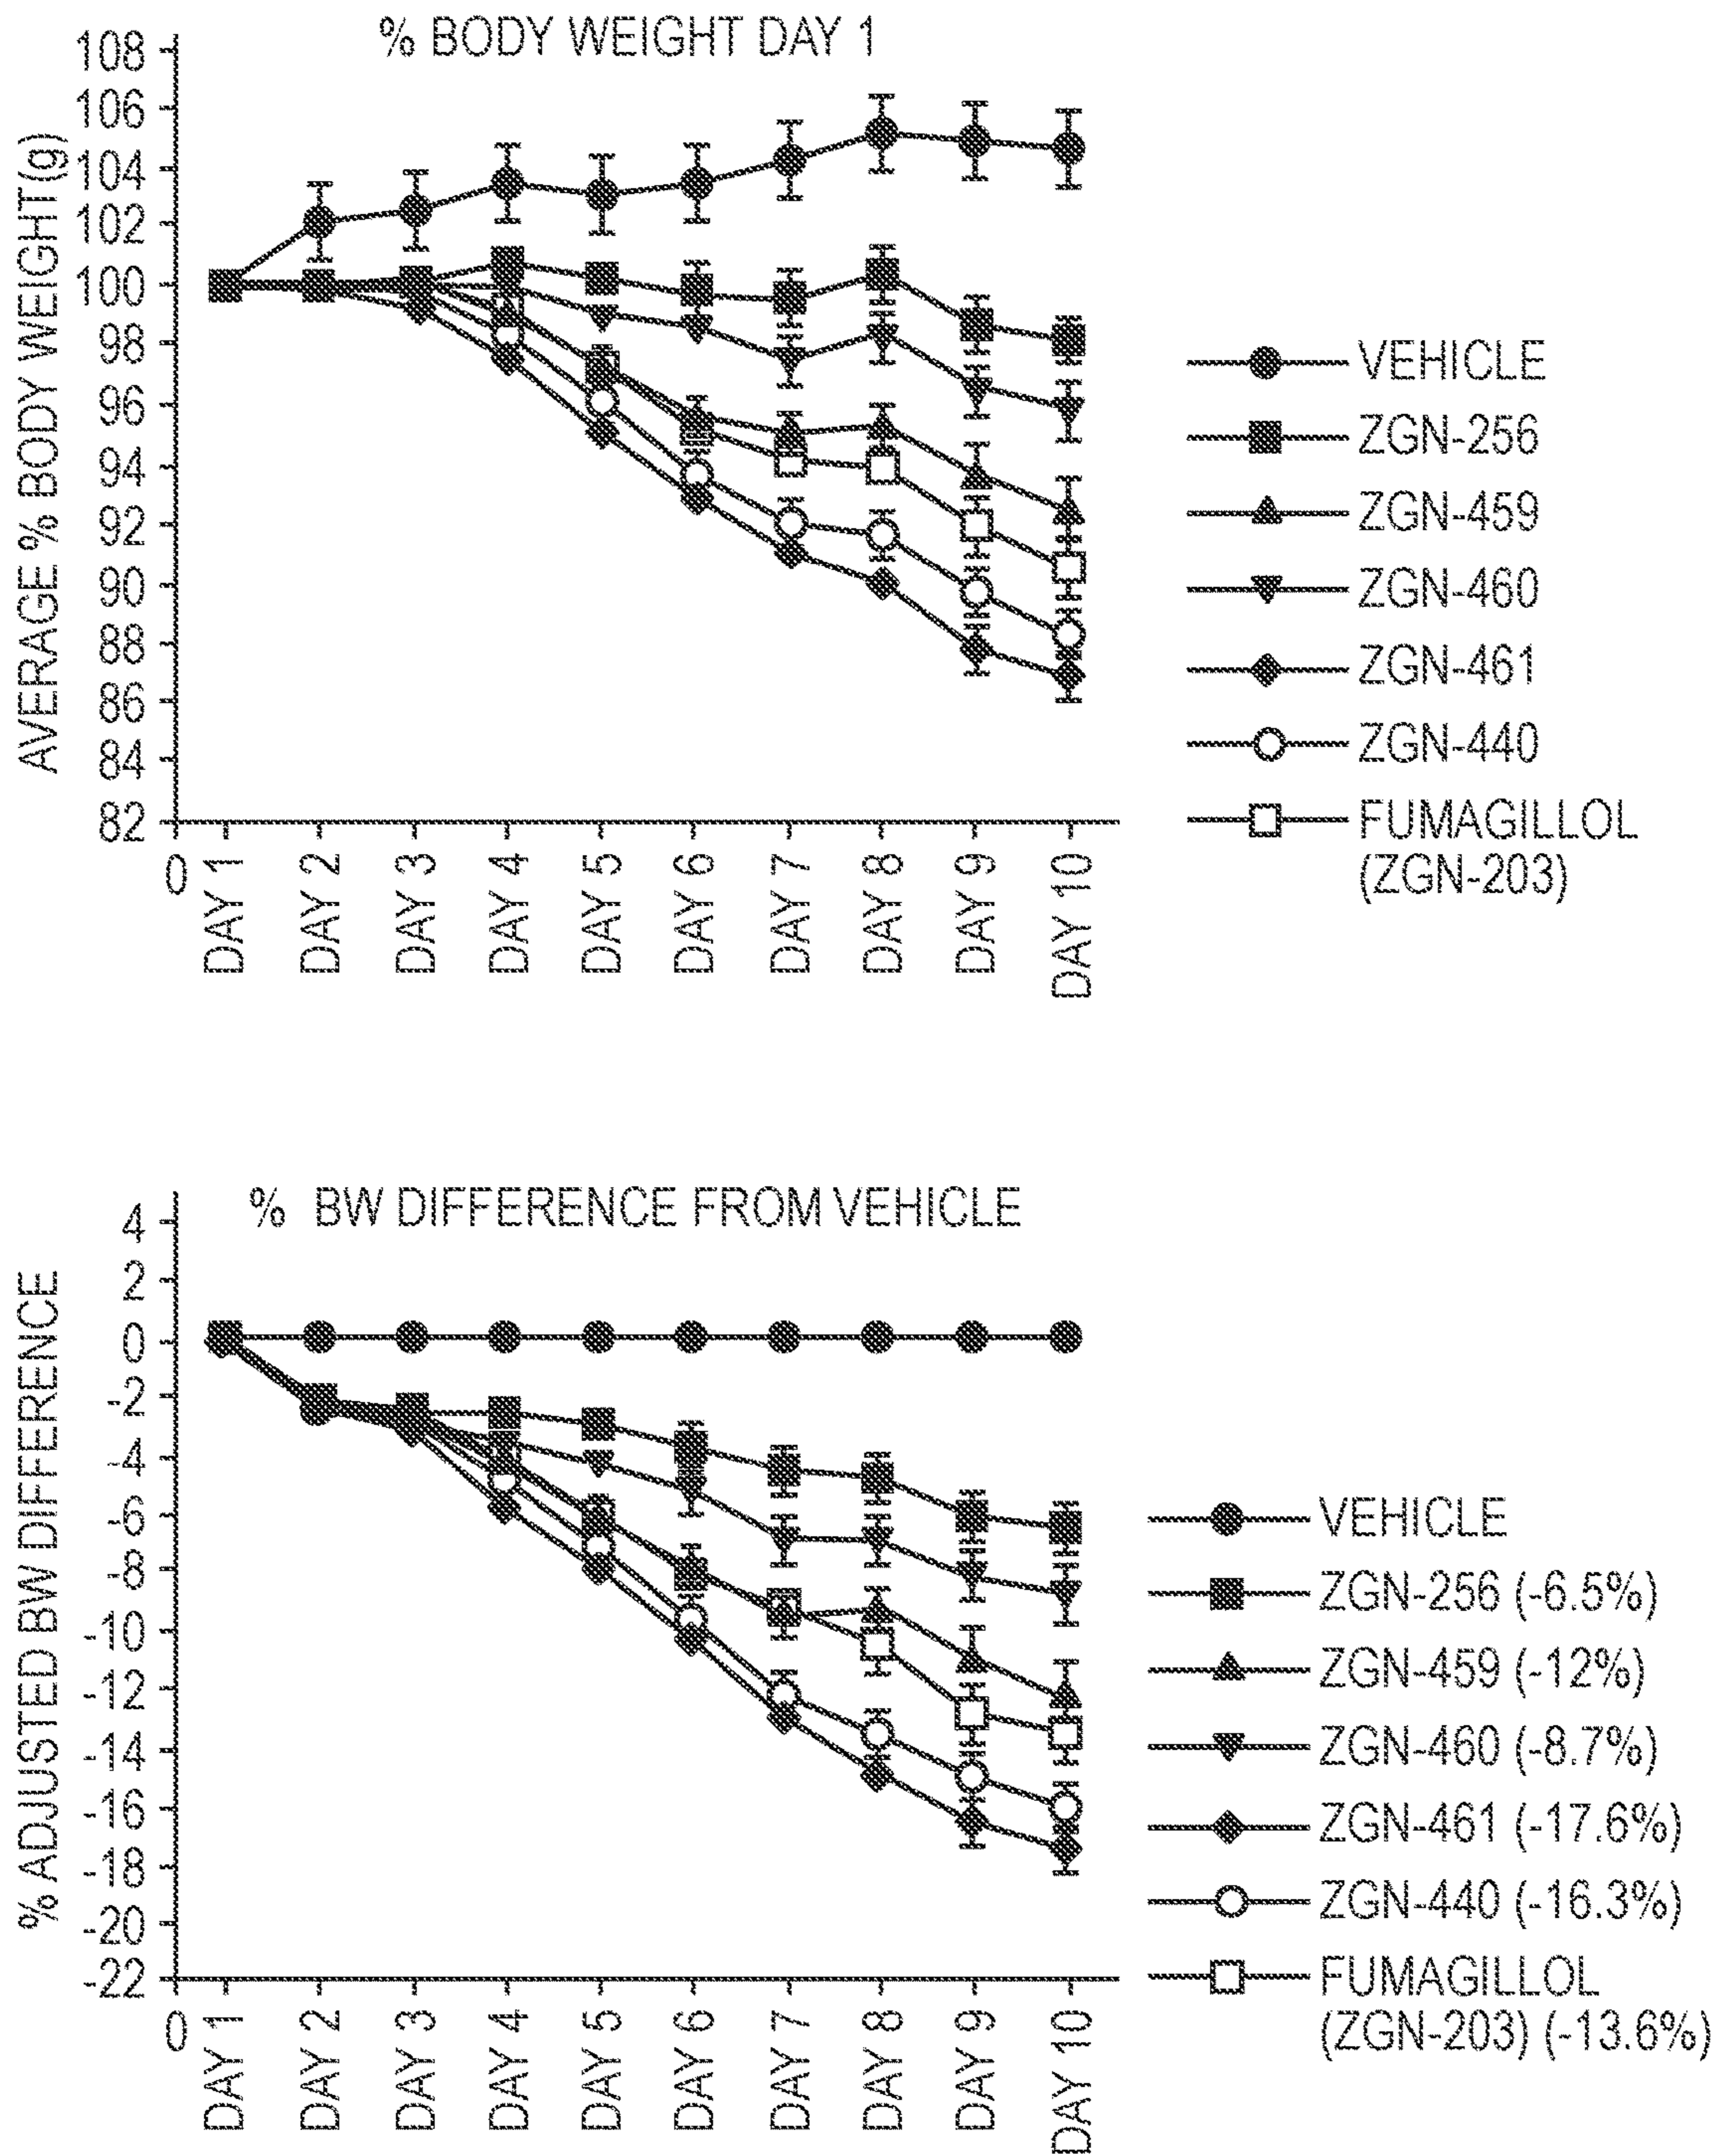 % BODY WEIGHT DAY 1
AVERAGE % BODY WEIGHT(g)
108
106
104
102
100
98
96
94
92
90
88
86
84
82
0
DAY 1
DAY 2
DAY 3
DAY 4
DAY 5
DAY 6
DAY 7
DAY 8
DAY 9
DAY 10
VEHICLE
ZGN-256
ZGN-459
ZGN-460
ZGN-461
ZGN-440
FUMAGILLOL
(ZGN-203)
% BW DIFFERENCE FROM VEHICLE
% ADJUSTED BW DIFFERENCE
4
2
0
-2
-4
-6
-8
-10
-12
-14
-16
-18
-20
-22
0
DAY 1
DAY 2
DAY 3
DAY 4
DAY 5
DAY 6
DAY 7
DAY 8
DAY 9
DAY 10
VEHICLE
ZGN-256 (-6.5%)
ZGN-459 (-12%)
ZGN-460 (-8.7%)
ZGN-461 (-17.6%)
ZGN-440 (-16.3%)
FUMAGILLOL
(ZGN-203) (-13.6%)